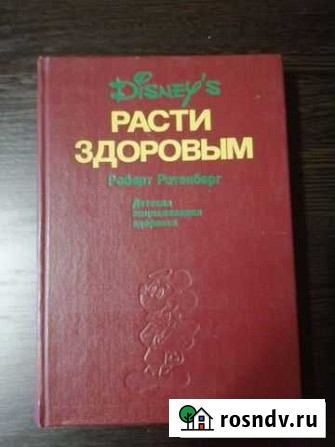 Disney's
РАСТИ
ЗДОРОВЫМ
Роберт Ротенберг
Детская
энциклопедия
здоровья
rosndv.ru